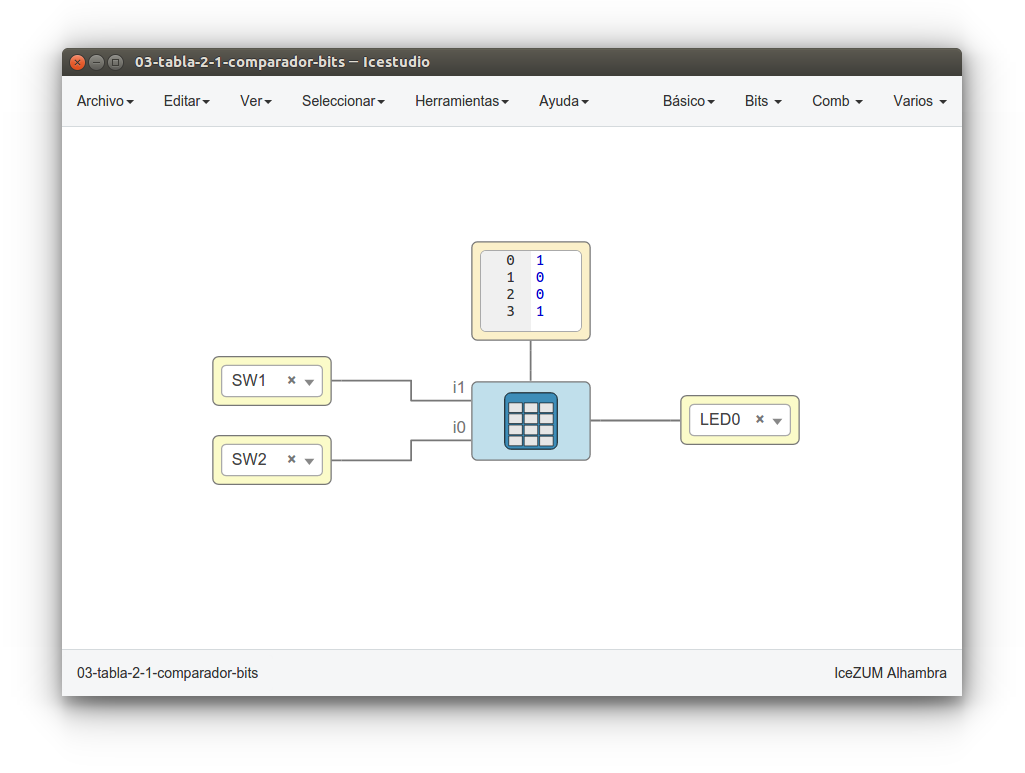 03-tabla-2-1-comparador-bits — Icestudio
Archivo Editar Ver Seleccionar Herramientas Ayuda Básico Bits Comb Varios
0 1
1 0
2 0
3 1
SW1
i1
i0
SW2
LED0
03-tabla-2-1-comparador-bits IceZUM Alhambra